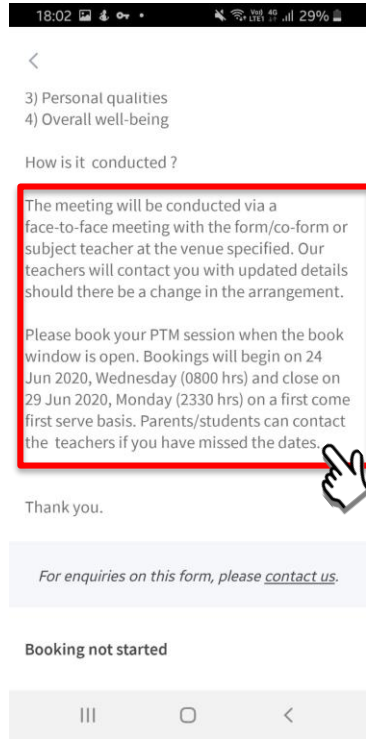 18:02 29%
3) Personal qualities
4) Overall well-being
How is it conducted ?
The meeting will be conducted via a
face-to-face meeting with the form/co-form or
subject teacher at the venue specified. Our
teachers will contact you with updated details
should there be a change in the arrangement.
Please book your PTM session when the book
window is open. Bookings will begin on 24
Jun 2020, Wednesday (0800 hrs) and close on
29 Jun 2020, Monday (2330 hrs) on a first come
first serve basis. Parents/students can contact
the teachers if you have missed the dates.
Thank you.
For enquiries on this form, please contact us.
Booking not started